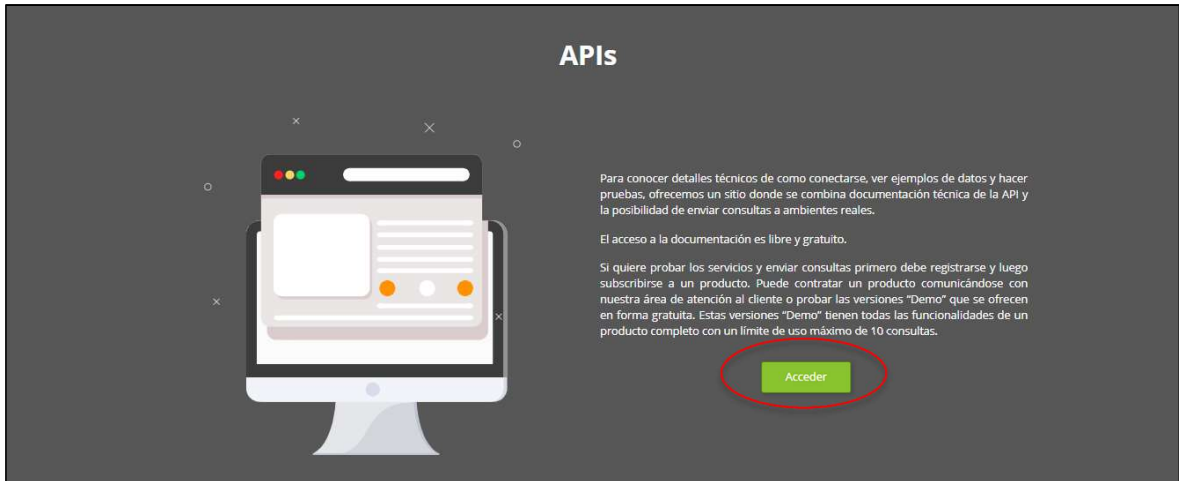 APIs
Para conocer detalles técnicos de como conectarse, ver ejemplos de datos y hacer
pruebas, ofrecemos un sitio donde se combina documentación técnica de la API y
la posibilidad de enviar consultas a ambientes reales.
El acceso a la documentación es libre y gratuito.
Si quiere probar los servicios y enviar consultas primero debe registrarse y luego
subscribirse a un producto. Puede contratar un producto comunicándose con
nuestra área de atención al cliente o probar las versiones “Demo” que se ofrecen
en forma gratuita. Estas versiones “Demo” tienen todas las funcionalidades de un
producto completo con un límite de uso máximo de 10 consultas.
Acceder